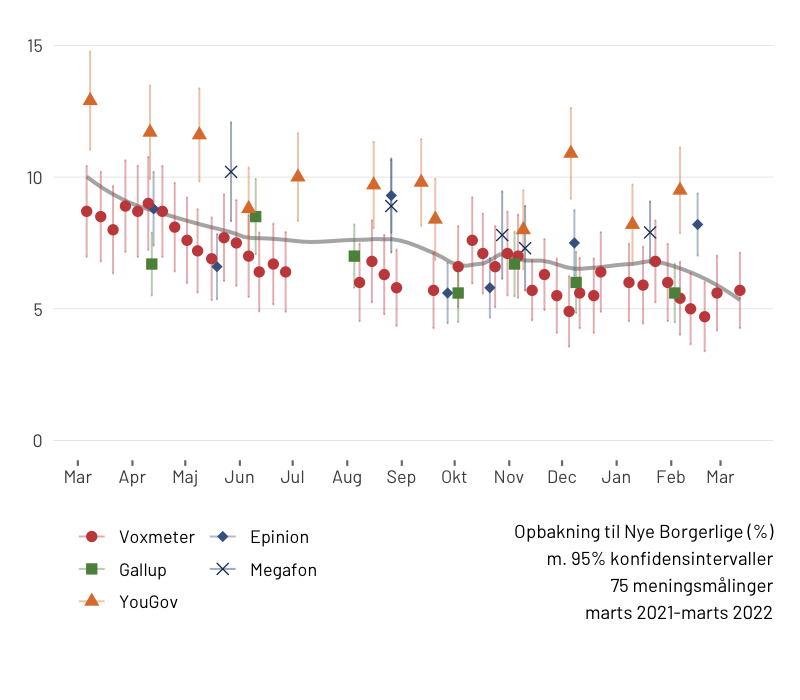 15
10
5
0
Mar Apr Maj Jun Jul Aug Sep Okt Nov Dec Jan Feb Mar
Voxmeter Epinion
Gallup Megafon
YouGov
Opbakning til Nye Borgerlige (%)
m. 95% konfidensintervaller
75 meningsmålinger
marts 2021-marts 2022